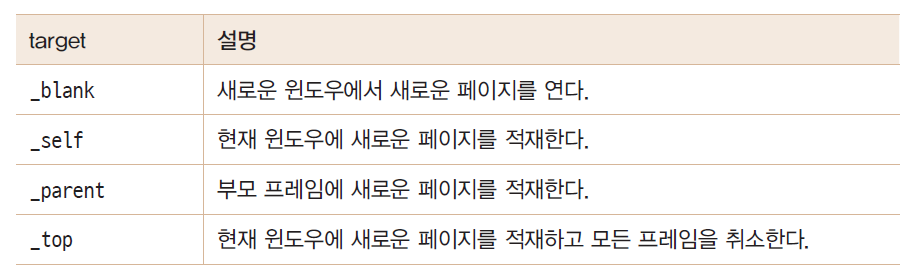 target 설명
_blank 새로운 윈도우에서 새로운 페이지를 연다.
_self 현재 윈도우에 새로운 페이지를 적재한다.
_parent 부모 프레임에 새로운 페이지를 적재한다.
_top 현재 윈도우에 새로운 페이지를 적재하고 모든 프레임을 취소한다.